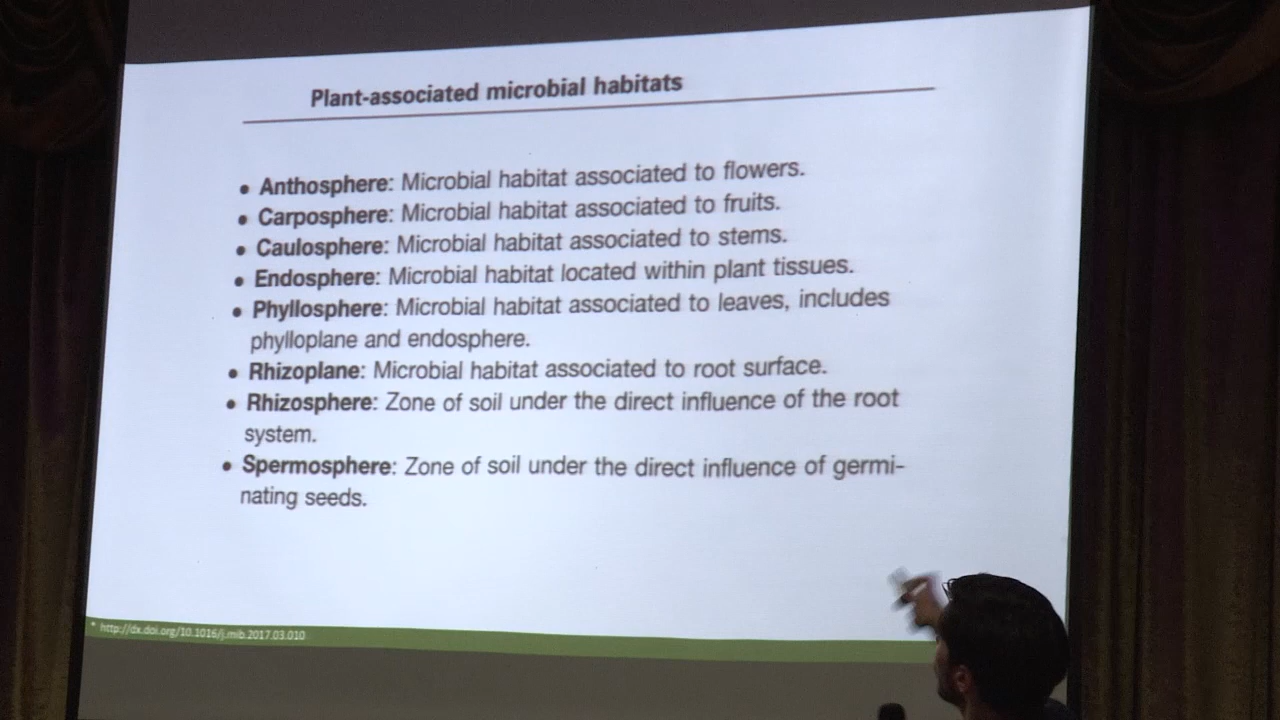 Plant-associated microbial habitats
• Anthosphere: Microbial habitat associated to flowers.
• Carposphere: Microbial habitat associated to fruits.
• Caulosphere: Microbial habitat associated to stems.
• Endosphere: Microbial habitat located within plant tissues.
• Phyllosphere: Microbial habitat associated to leaves, includes
phylloplane and endosphere.
• Rhizoplane: Microbial habitat associated to root surface.
• Rhizosphere: Zone of soil under the direct influence of the root
system.
• Spermosphere: Zone of soil under the direct influence of germi-
nating seeds.
* http://dx.doi.org/10.1016/j.mib.2017.03.010